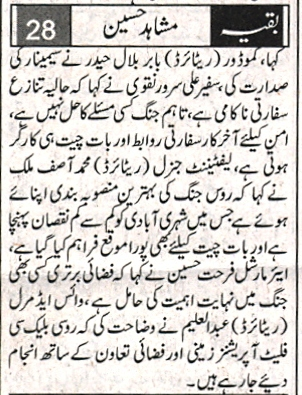 بقیہ مشاہد حسین 28
کہا، کموڈور (ریٹائرڈ) بابر بلال حیدر نے سیمینار کی
صدارت کی، سفیر علی سرور نقوی نے کہا کہ حالیہ تنازع
سفارتی ناکامی ہے، تاہم جنگ کسی مسئلے کا حل نہیں ہے،
امن کیلئے آخر کار سفارتی روابط اور بات چیت ہی کارگر
ہوتی ہے، لیفٹیننٹ جنرل (ریٹائرڈ) محمد آصف ملک
نے کہا کہ روس جنگ کی بہترین منصوبہ بندی اپنائے
ہوئے ہے جس میں شہری آبادی کو کم سے کم نقصان پہنچا
ہے اور بات چیت کیلئے بھی پورا موقع فراہم کیا گیا ہے،
ایئر مارشل فرحت حسین نے کہا کہ فضائی برتری کسی بھی
جنگ میں نہایت اہمیت کی حامل ہے، وائس ایڈمرل
(ریٹائرڈ) عبدالعلیم نے وضاحت کی کہ روسی بلیک سی
فلیٹ آپریشنز زمینی اور فضائی تعاون کے ساتھ انجام
دیئے جا رہے ہیں۔